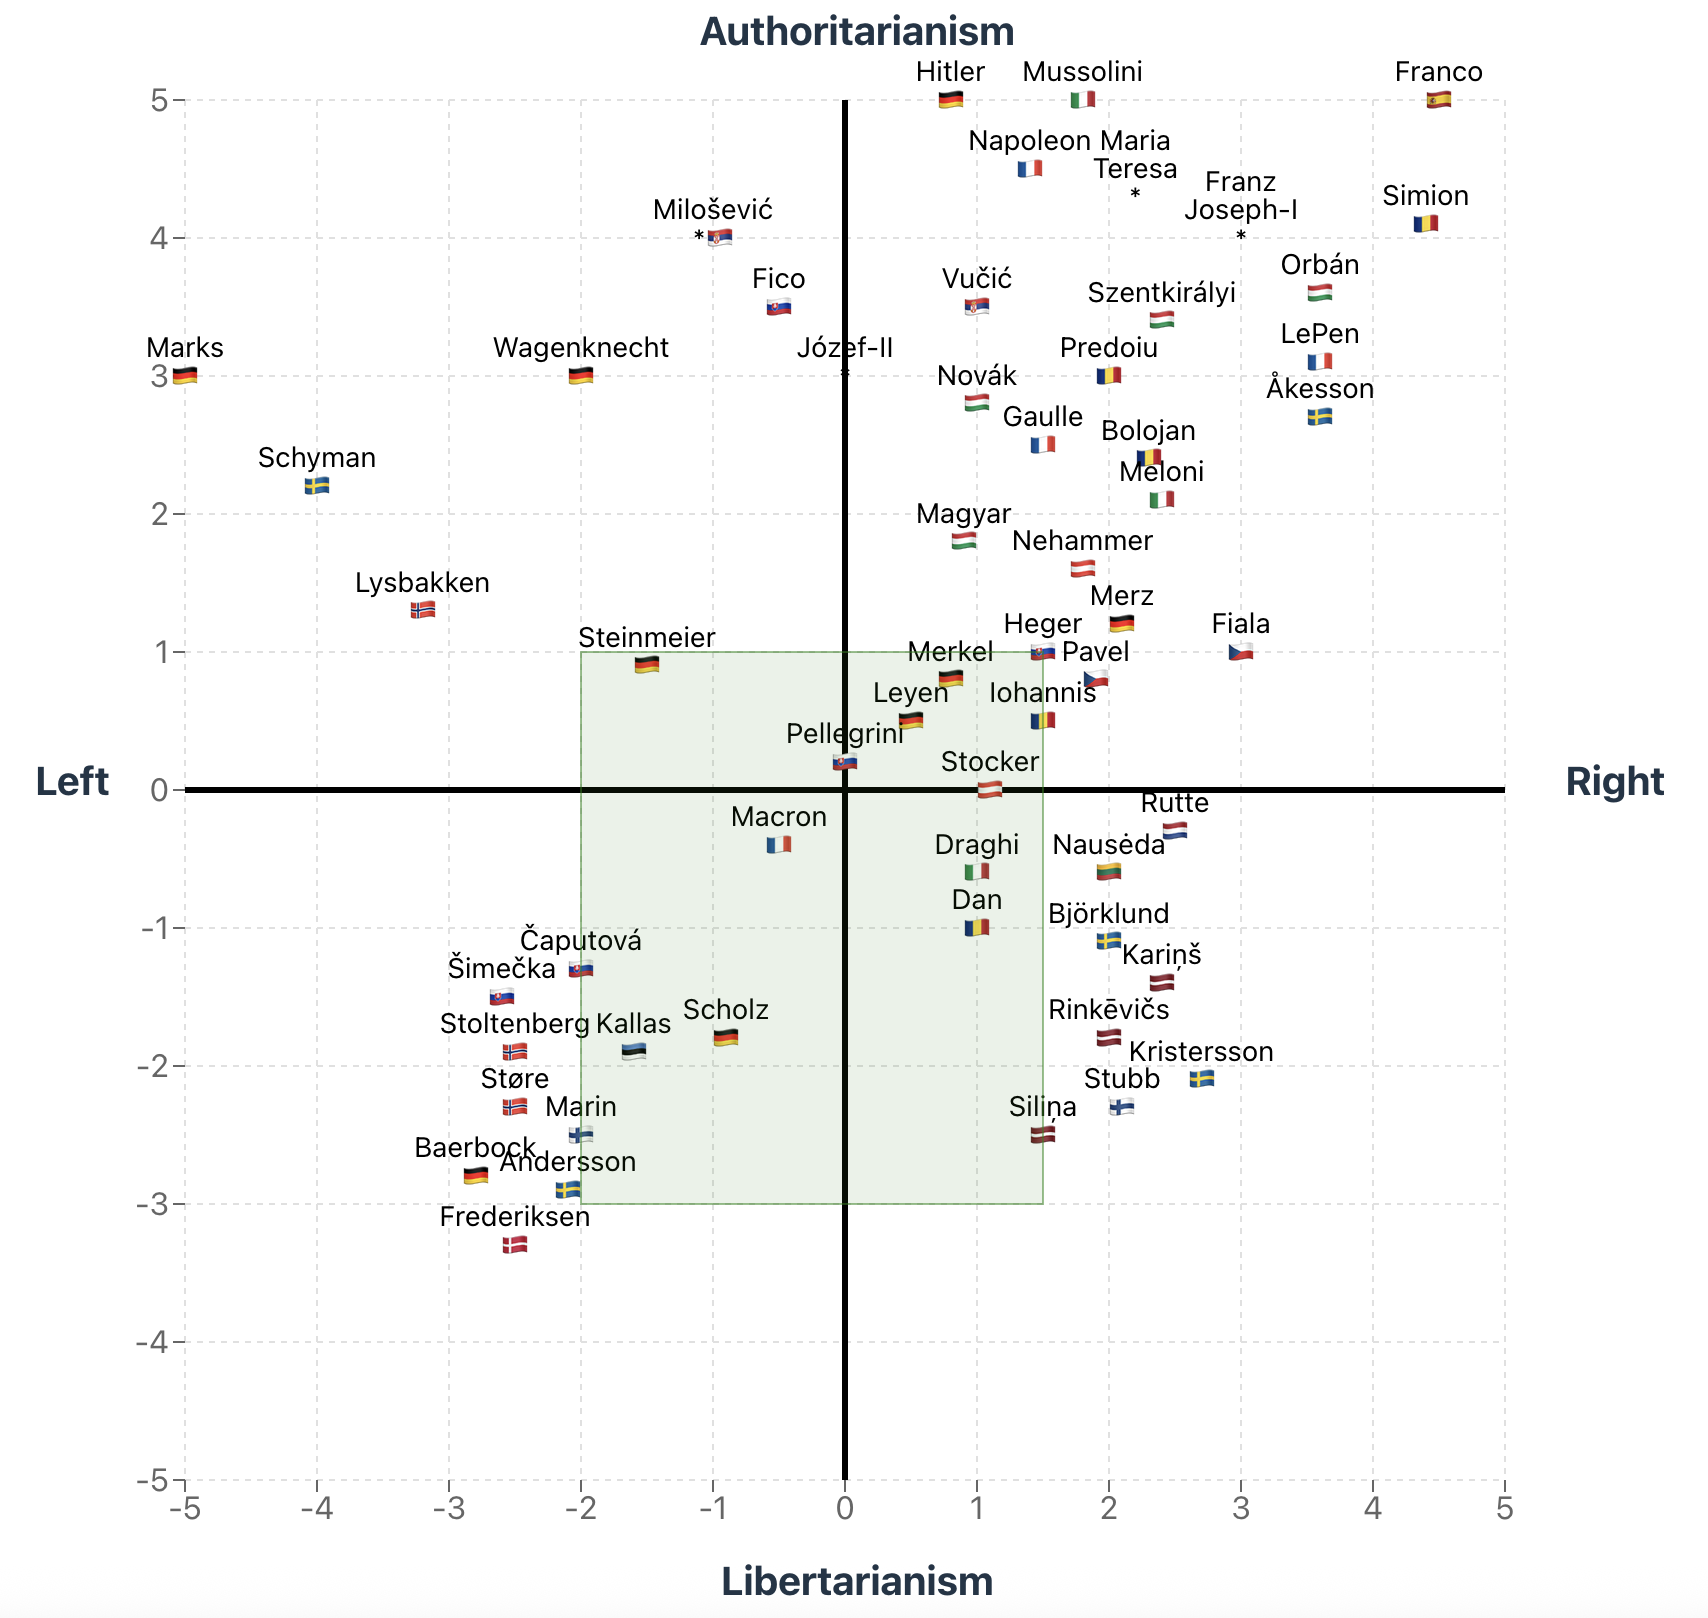 Authoritarianism
Hitler
Mussolini
Franco
5
Napoleon
Maria
Teresa
*
Franz
Joseph-I
*
Simion
Milošević
*
4
Orbán
Fico
Vučić
Szentkirályi
LePen
Marks
Wagenknecht
Józef-II
*
Predoiu
3
Novák
Åkesson
Gaulle
Bolojan
Schyman
Meloni
2
Magyar
Nehammer
Lysbakken
Merz
Heger
Fiala
Steinmeier
1
Merkel
Pavel
Leyen
Iohannis
Pellegrini
Stocker
Left
0
Right
Rutte
Macron
Draghi
Nausėda
Dan
Björklund
-1
Čaputová
Kariņš
Šimečka
Scholz
Rinkēvičs
Stoltenberg
Kallas
Kristersson
-2
Støre
Stubb
Marin
Siliņa
Baerbock
Andersson
-3
Frederiksen
-4
-5
-5 -4 -3 -2 -1 0 1 2 3 4 5
Libertarianism